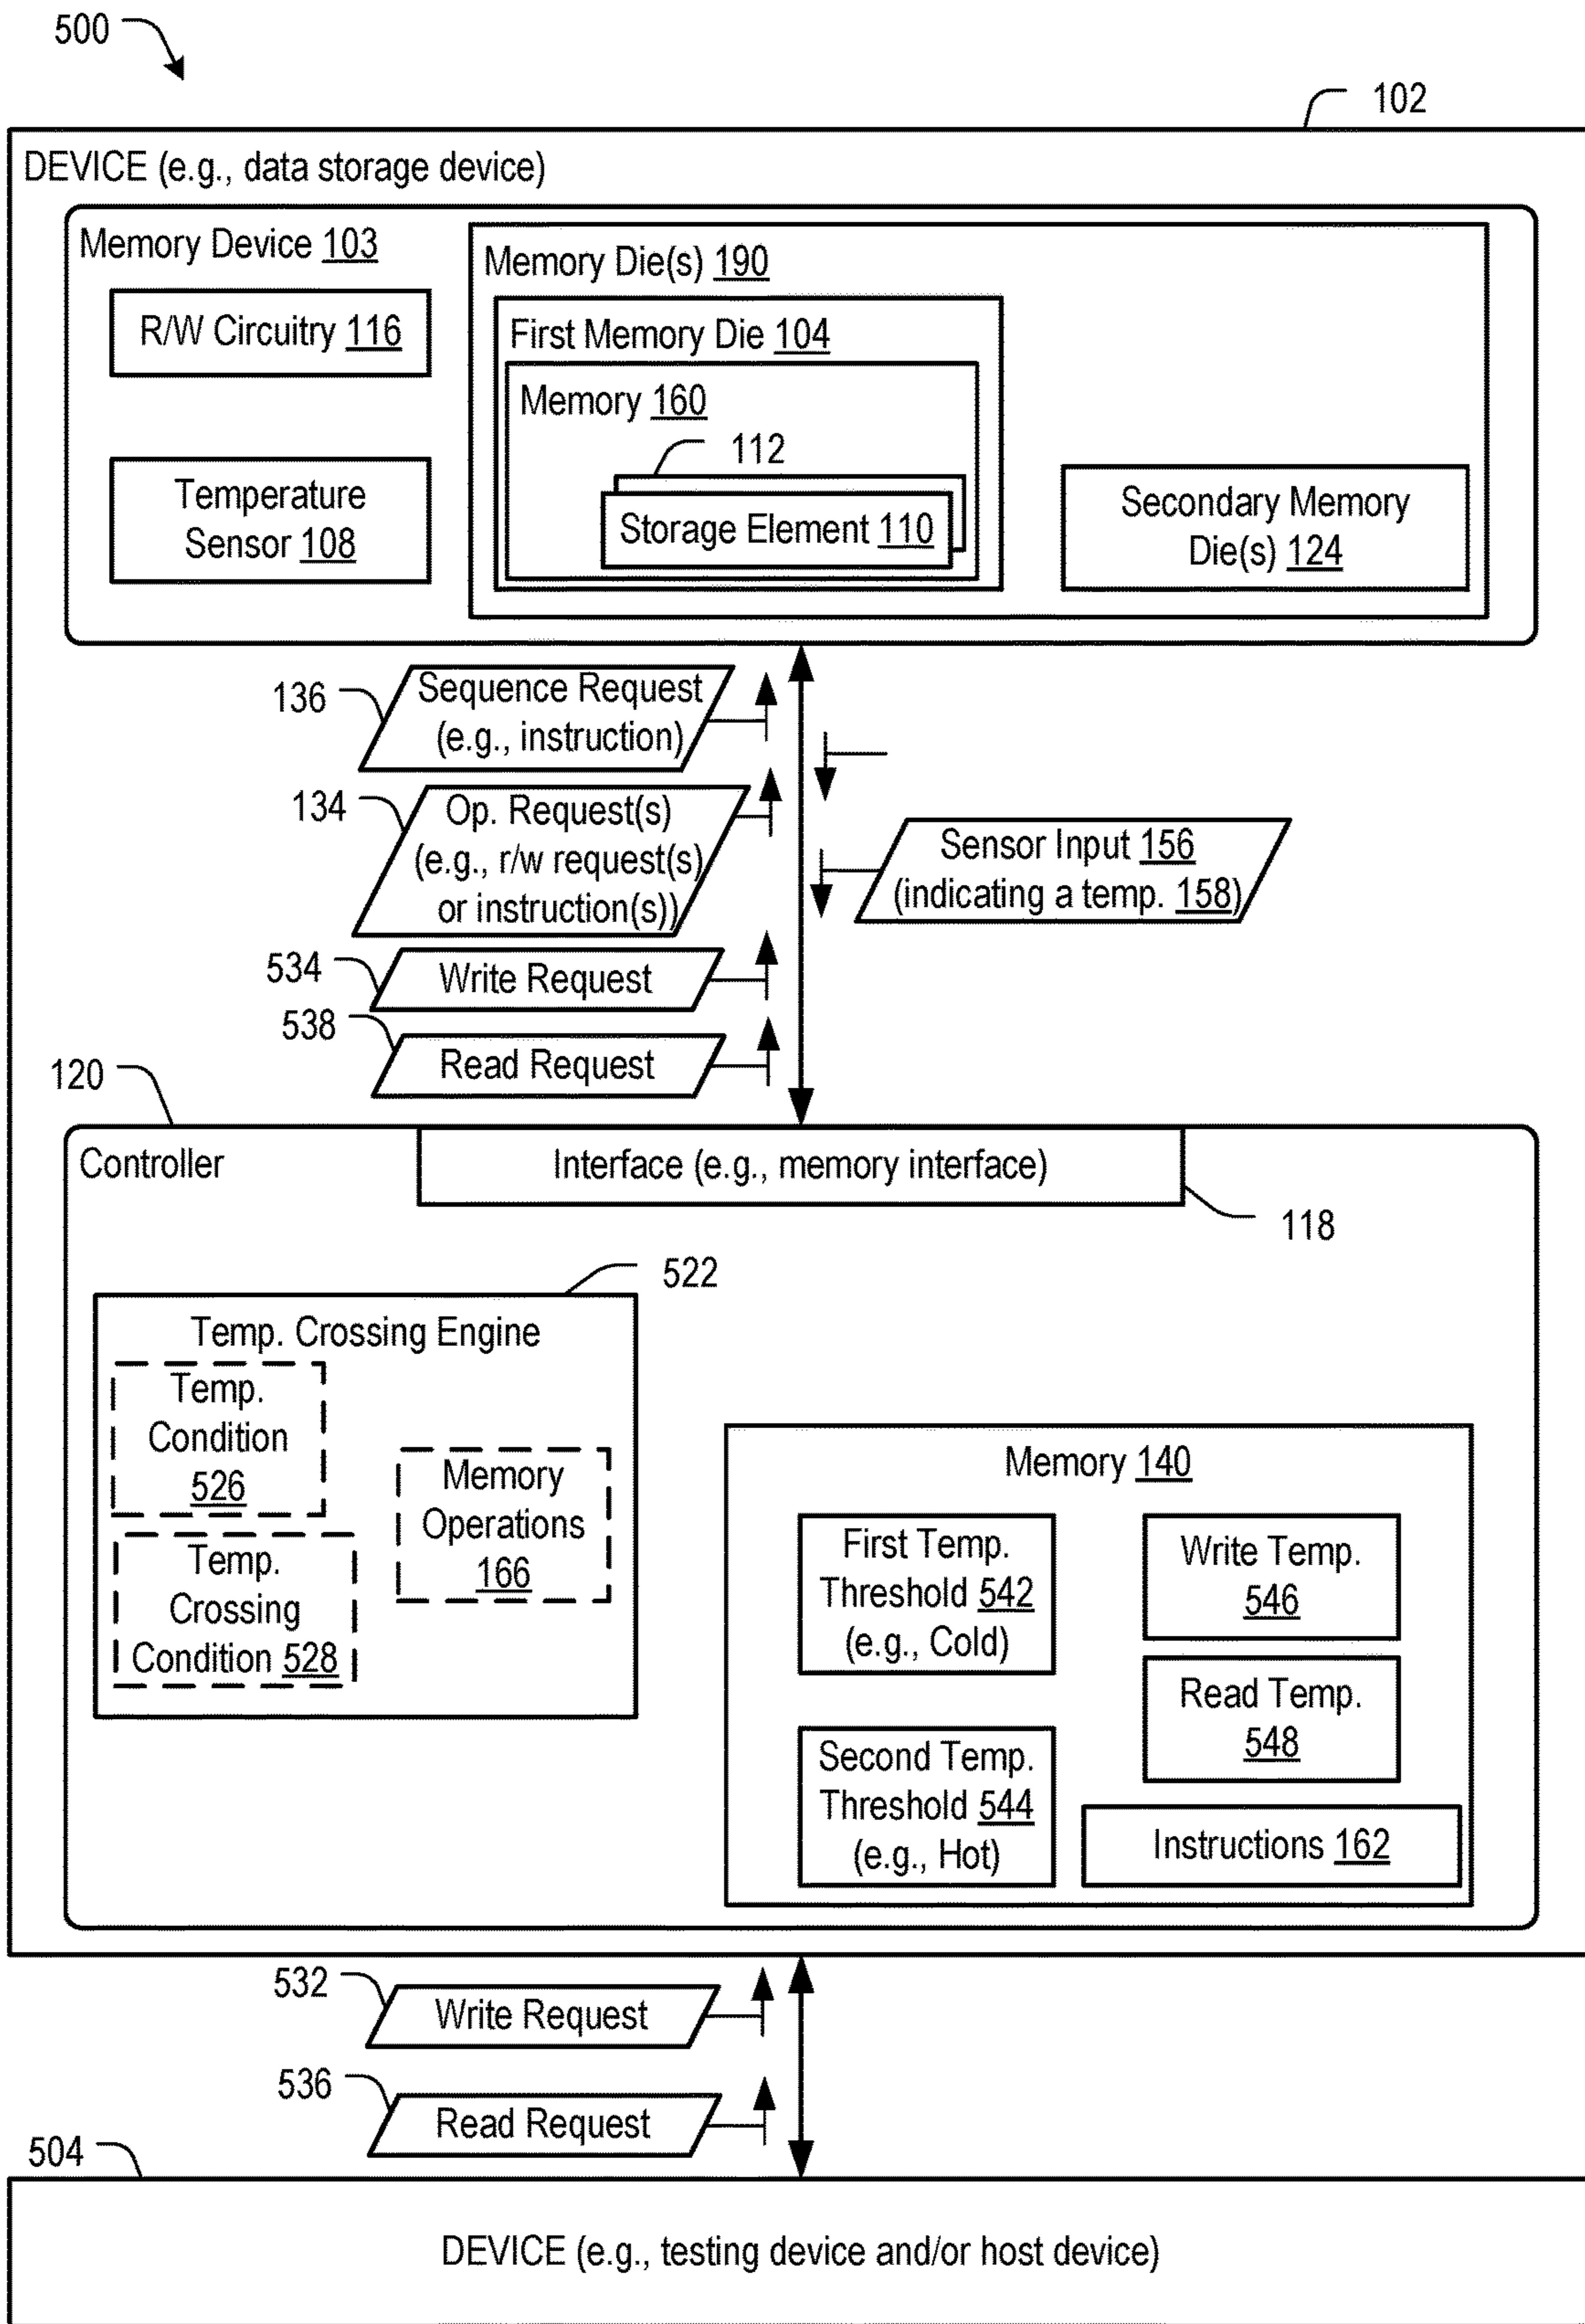 500
102
DEVICE (e.g., data storage device)
Memory Device 103
R/W Circuitry 116
Temperature
Sensor 108
Memory Die(s) 190
First Memory Die 104
Memory 160
112
Storage Element 110
Secondary Memory
Die(s) 124
136
Sequence Request
(e.g., instruction)
134
Op. Request(s)
(e.g., r/w request(s)
or instruction(s))
Sensor Input 156
(indicating a temp. 158)
534
Write Request
538
Read Request
120
Controller
Interface (e.g., memory interface)
118
522
Temp. Crossing Engine
Temp.
Condition
526
Temp.
Crossing
Condition 528
Memory
Operations
166
Memory 140
First Temp.
Threshold 542
(e.g., Cold)
Write Temp.
546
Read Temp.
548
Second Temp.
Threshold 544
(e.g., Hot)
Instructions 162
532
Write Request
536
Read Request
504
DEVICE (e.g., testing device and/or host device)